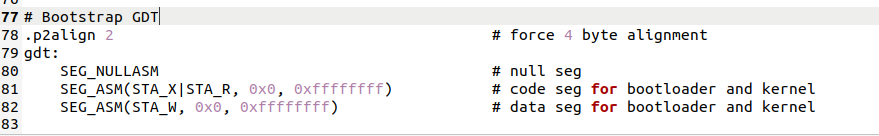 77 # Bootstrap GDT
78 .p2align 2 # force 4 byte alignment
79 gdt:
80 SEG_NULLASM # null seg
81 SEG_ASM(STA_X|STA_R, 0x0, 0xffffffff) # code seg for bootloader and kernel
82 SEG_ASM(STA_W, 0x0, 0xffffffff) # data seg for bootloader and kernel
83